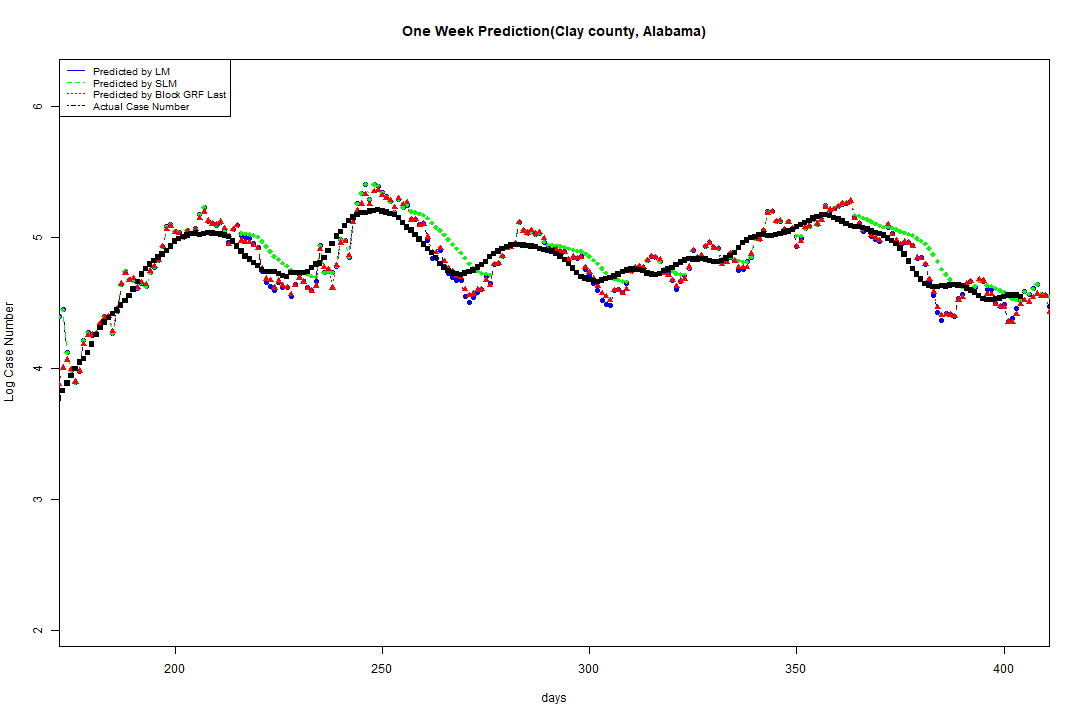 One Week Prediction(Clay county, Alabama)
Predicted by LM
Predicted by SLM
Predicted by Block GRF Last
Actual Case Number
6
5
4
3
2
Log Case Number
200
250
300
350
400
days